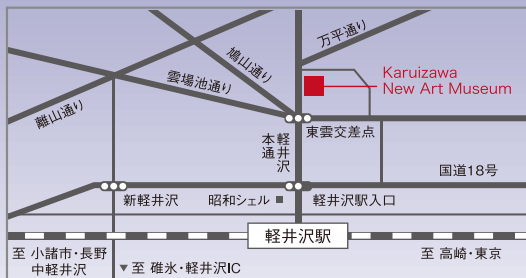 万平通り
鳩山通り
雲場池通り
離山通り
Karuizawa
New Art Museum
東雲交差点
軽井沢
本通
国道18号
新軽井沢
昭和シェル
軽井沢駅入口
軽井沢駅
至 小諸市・長野
中軽井沢
至 高崎・東京
▼至 碓氷・軽井沢IC